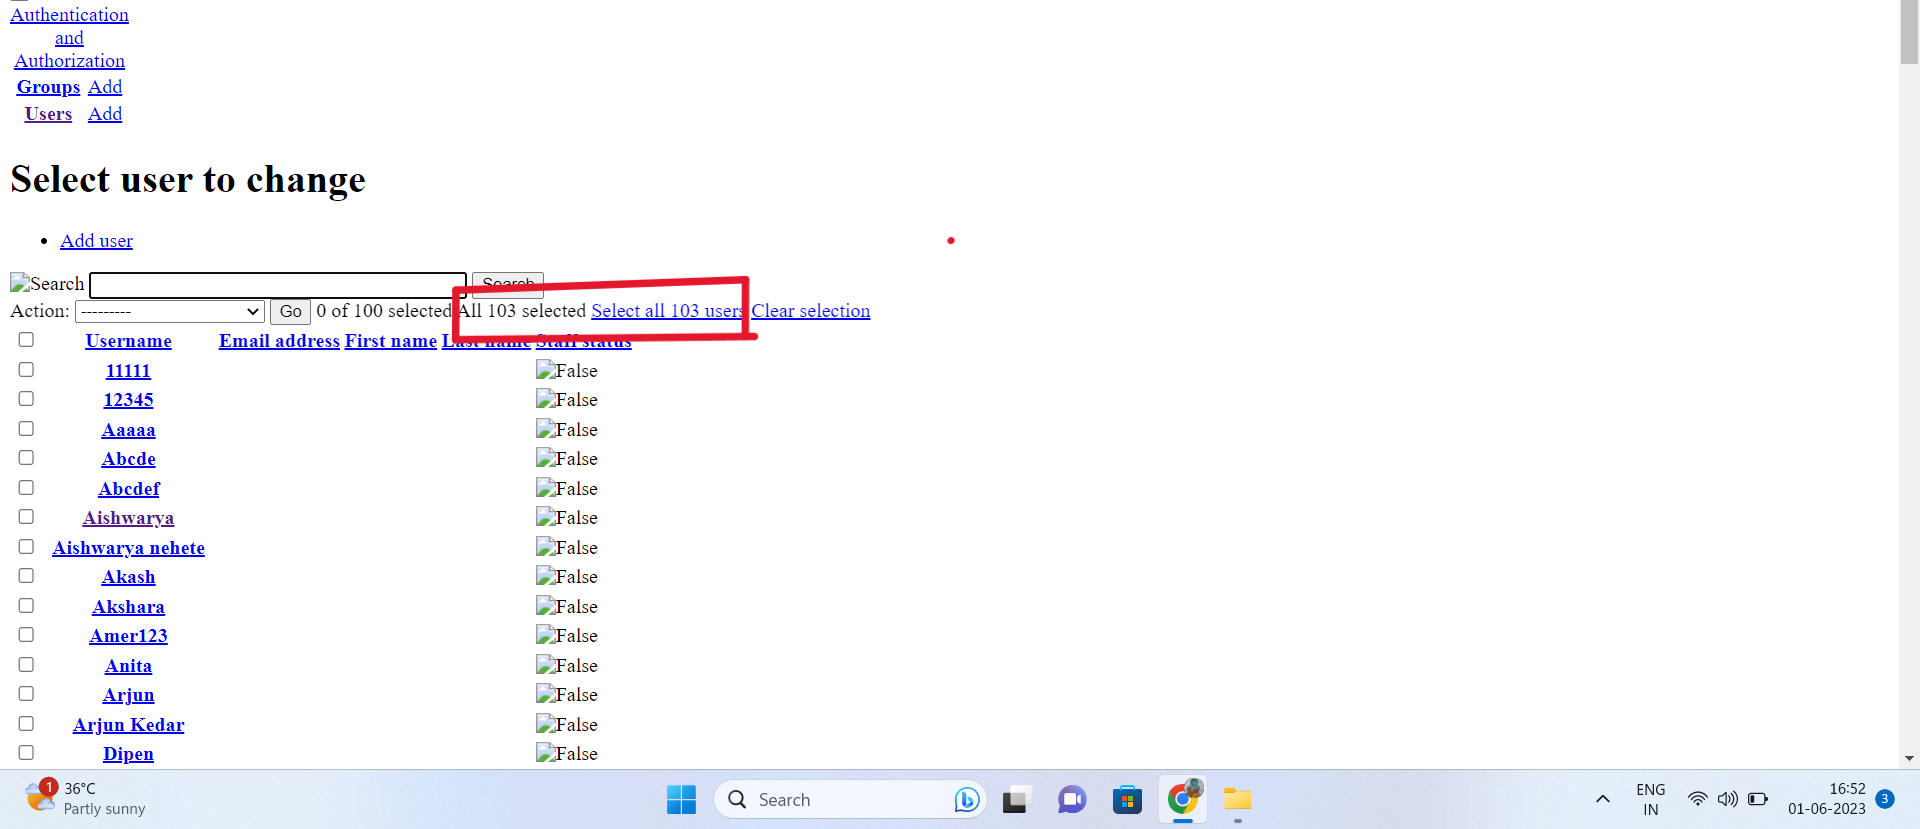 Authentication
and
Authorization
Groups Add
Users Add
Select user to change
Add user
Search Search
Action: --------- Go 0 of 100 selected All 103 selected Select all 103 users Clear selection
Username Email address First name Last name Staff status
11111 False
12345 False
Aaaaa False
Abcde False
Abcdef False
Aishwarya False
Aishwarya nehete False
Akash False
Akshara False
Amer123 False
Anita False
Arjun False
Arjun Kedar False
Dipen False
1
36°C
Partly sunny
Search
ENG
IN
16:52
01-06-2023
3